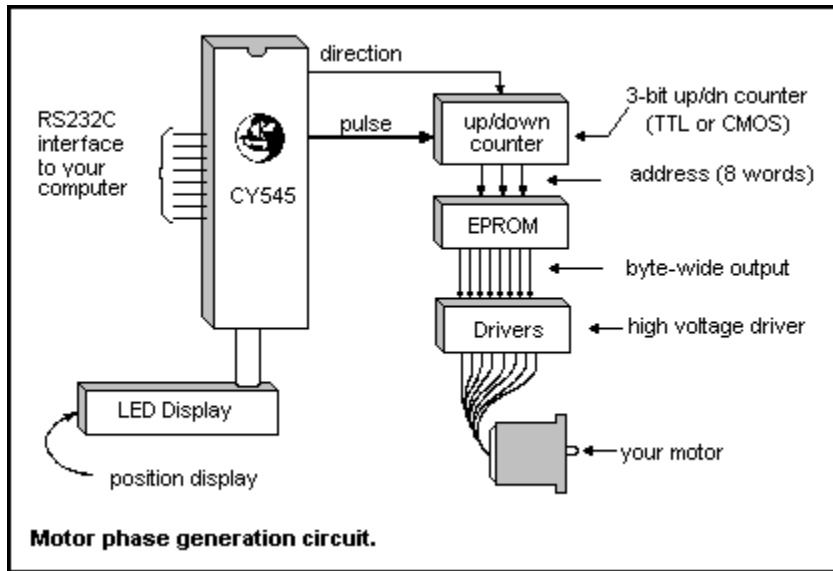 direction
RS232C
interface
to your
computer
pulse
CY545
up/down
counter
3-bit up/dn counter
(TTL or CMOS)
address (8 words)
EPROM
byte-wide output
Drivers
high voltage driver
LED Display
position display
your motor
Motor phase generation circuit.